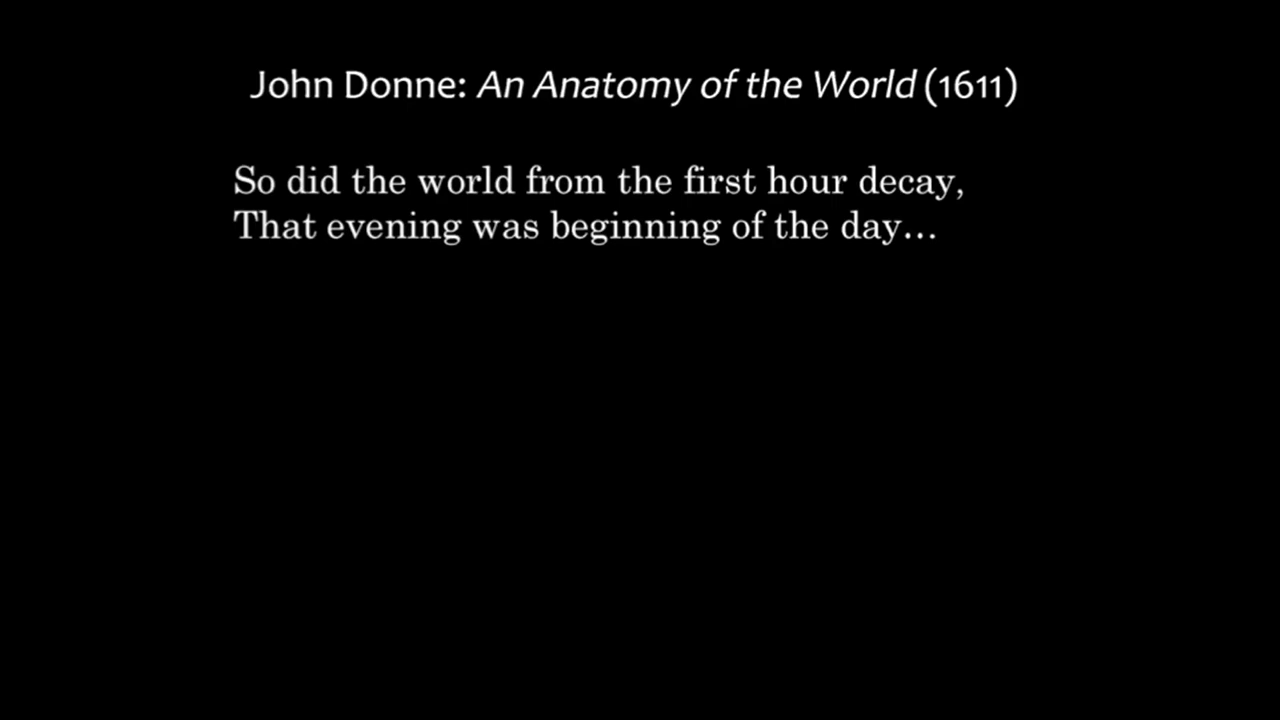 John Donne: An Anatomy of the World (1611)
So did the world from the first hour decay,
That evening was beginning of the day...